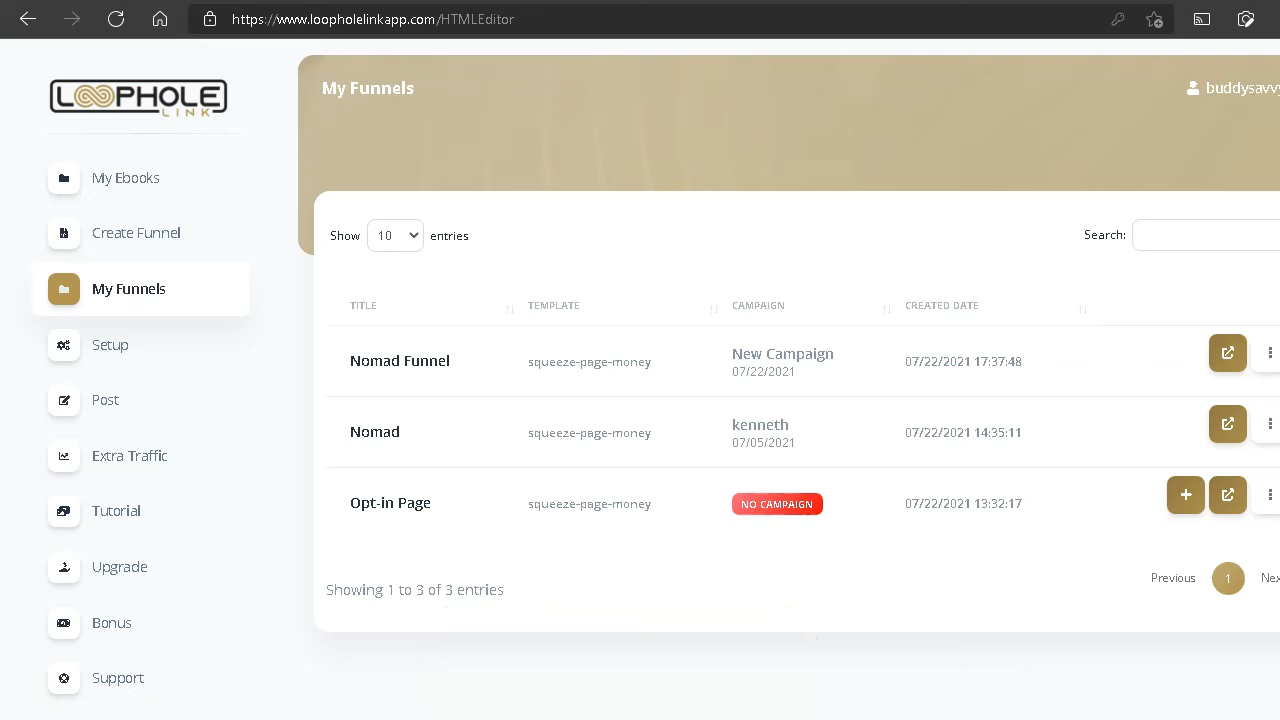 https://www.loopholelinkapp.com/HTMLEditor
LOOPHOLE
LINK
My Funnels
buddysavvy
My Ebooks
Create Funnel
My Funnels
Setup
Post
Extra Traffic
Tutorial
Upgrade
Bonus
Support
Show 10 entries
Search:
TITLE TEMPLATE CAMPAIGN CREATED DATE
Nomad Funnel squeeze-page-money New Campaign 07/22/2021 17:37:48
07/22/2021
Nomad squeeze-page-money kenneth 07/22/2021 14:35:11
07/05/2021
Opt-in Page squeeze-page-money NO CAMPAIGN 07/22/2021 13:32:17
Showing 1 to 3 of 3 entries
Previous 1 Nex